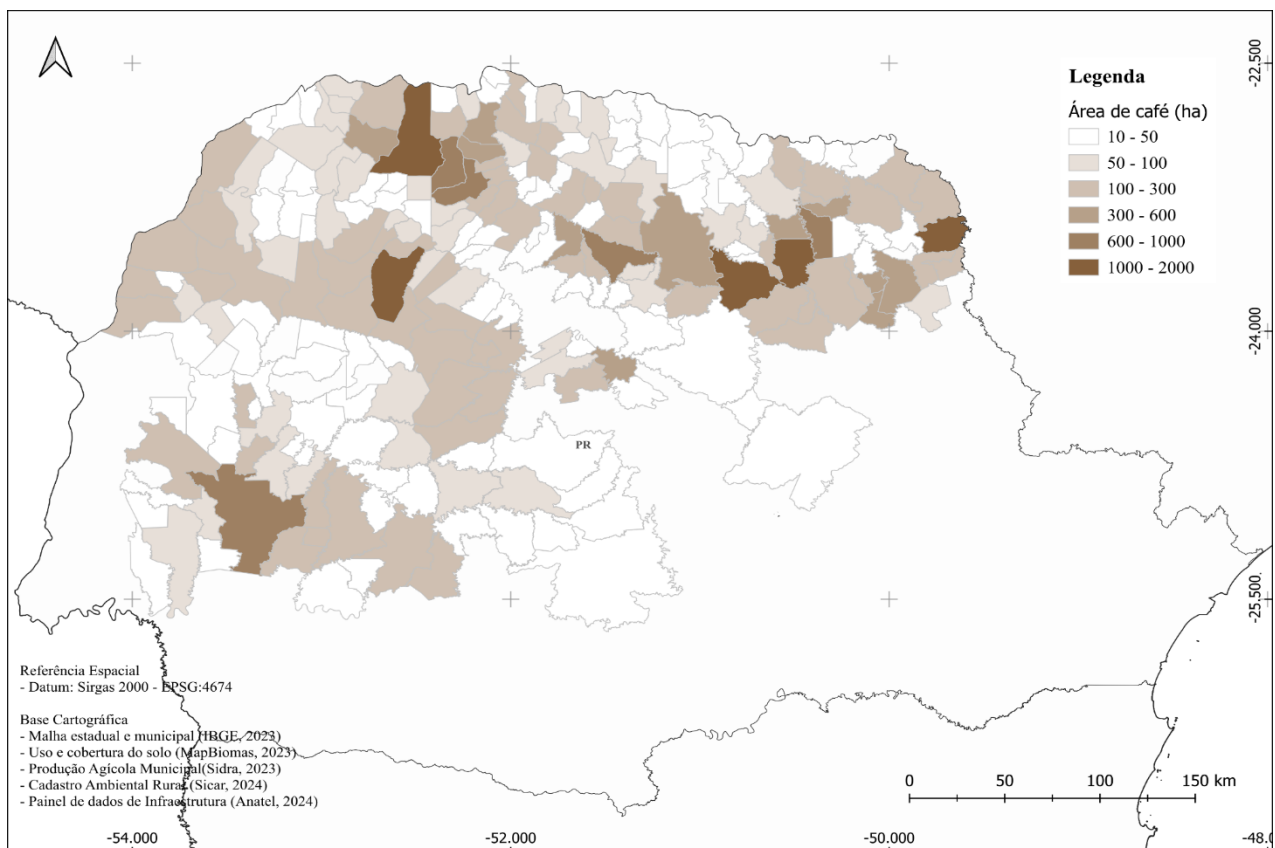 Legenda
Área de café (ha)
10 - 50
50 - 100
100 - 300
300 - 600
600 - 1000
1000 - 2000
-22.500
-24.000
-25.500
PR
Referência Espacial
- Datum: Sirgas 2000 - EPSG:4674
Base Cartográfica
- Malha estadual e municipal (IBGE, 2023)
- Uso e cobertura do solo (MapBiomas, 2023)
- Produção Agícola Municipal(Sidra, 2023)
- Cadastro Ambiental Rural (Sicar, 2024)
- Painel de dados de Infraestrutura (Anatel, 2024)
0 50 100 150 km
-54.000 -52.000 -50.000 -48.0